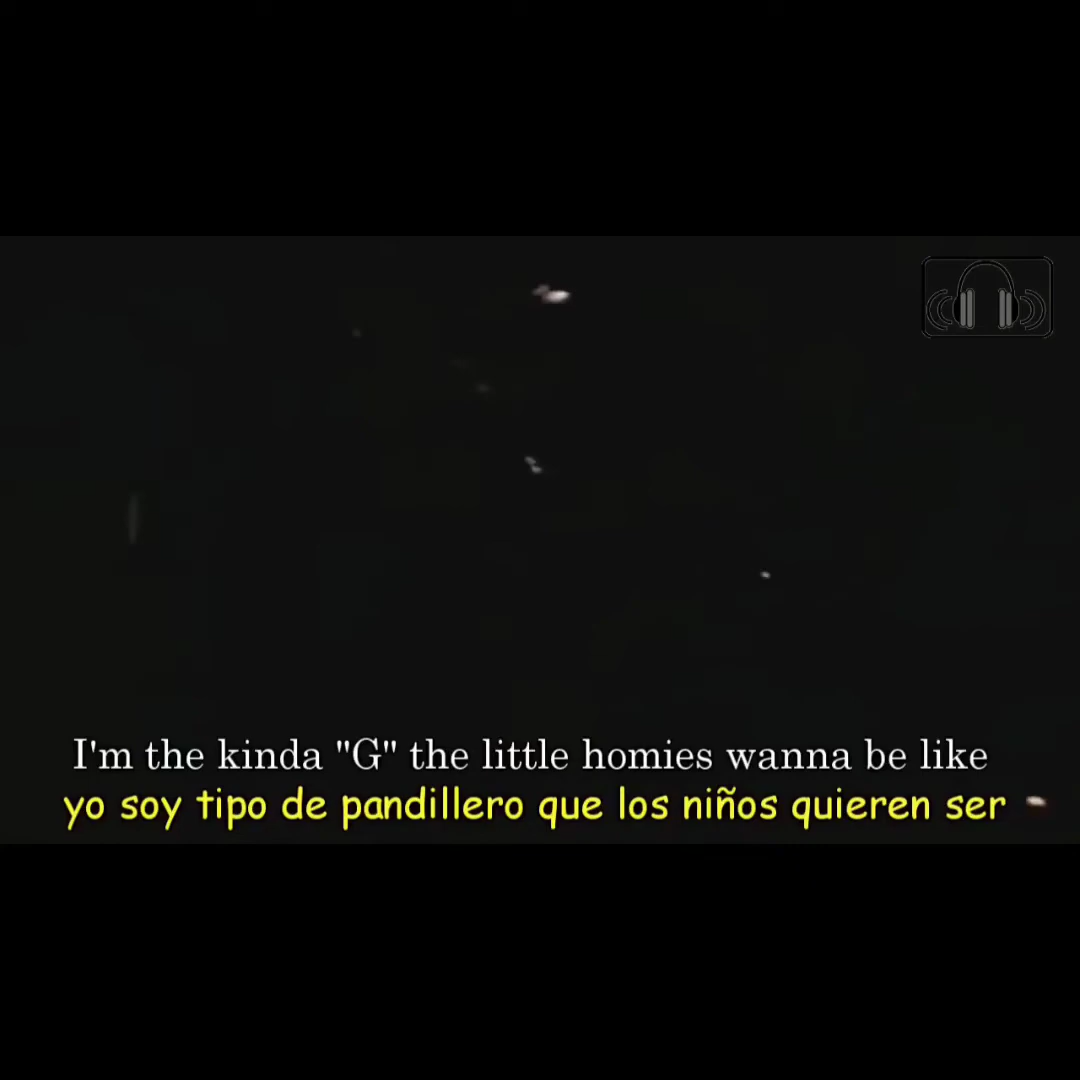 I'm the kinda "G" the little homies wanna be like
yo soy tipo de pandillero que los niños quieren ser